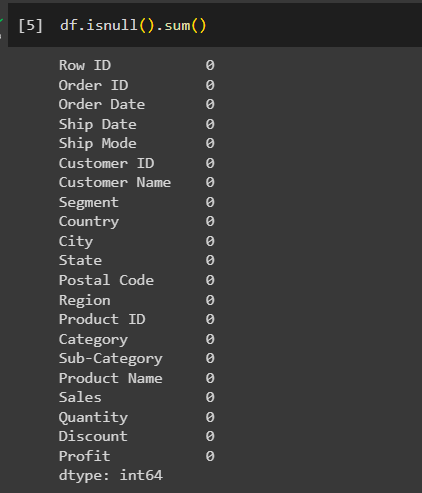 [5] df.isnull().sum()
Row ID 0
Order ID 0
Order Date 0
Ship Date 0
Ship Mode 0
Customer ID 0
Customer Name 0
Segment 0
Country 0
City 0
State 0
Postal Code 0
Region 0
Product ID 0
Category 0
Sub-Category 0
Product Name 0
Sales 0
Quantity 0
Discount 0
Profit 0
dtype: int64